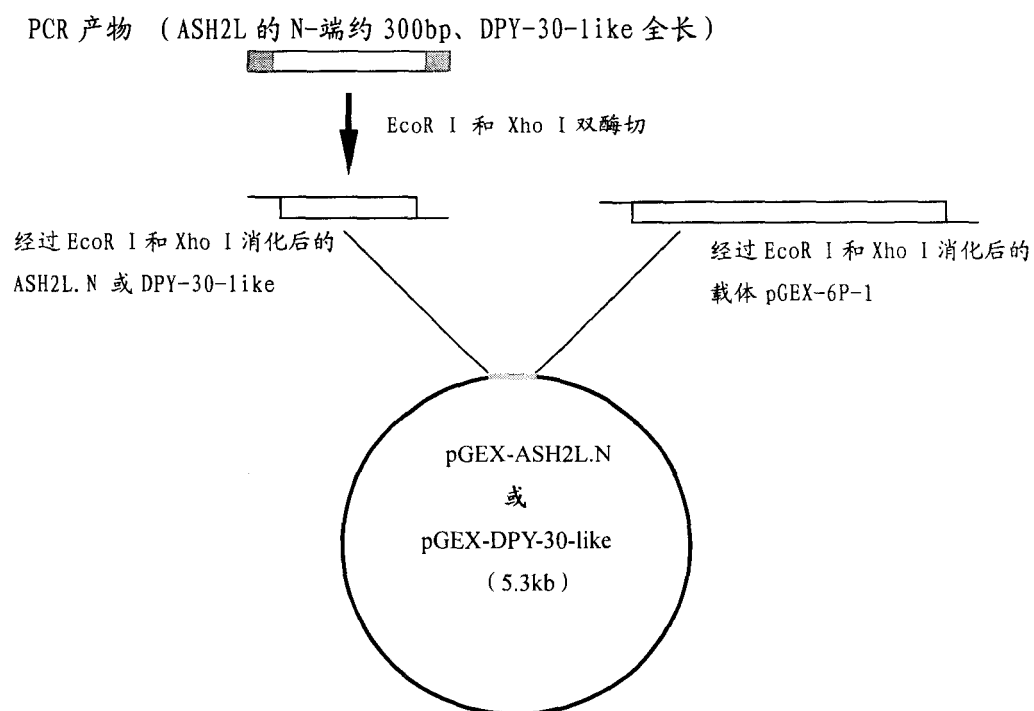 PCR 产物 （ASH2L 的 N-端约 300bp、DPY-30-like 全长）
EcoR I 和 Xho I 双酶切
经过 EcoR I 和 Xho I 消化后的
ASH2L.N 或 DPY-30-like
经过 EcoR I 和 Xho I 消化后的
载体 pGEX-6P-1
pGEX-ASH2L.N
或
pGEX-DPY-30-like
（5.3kb）